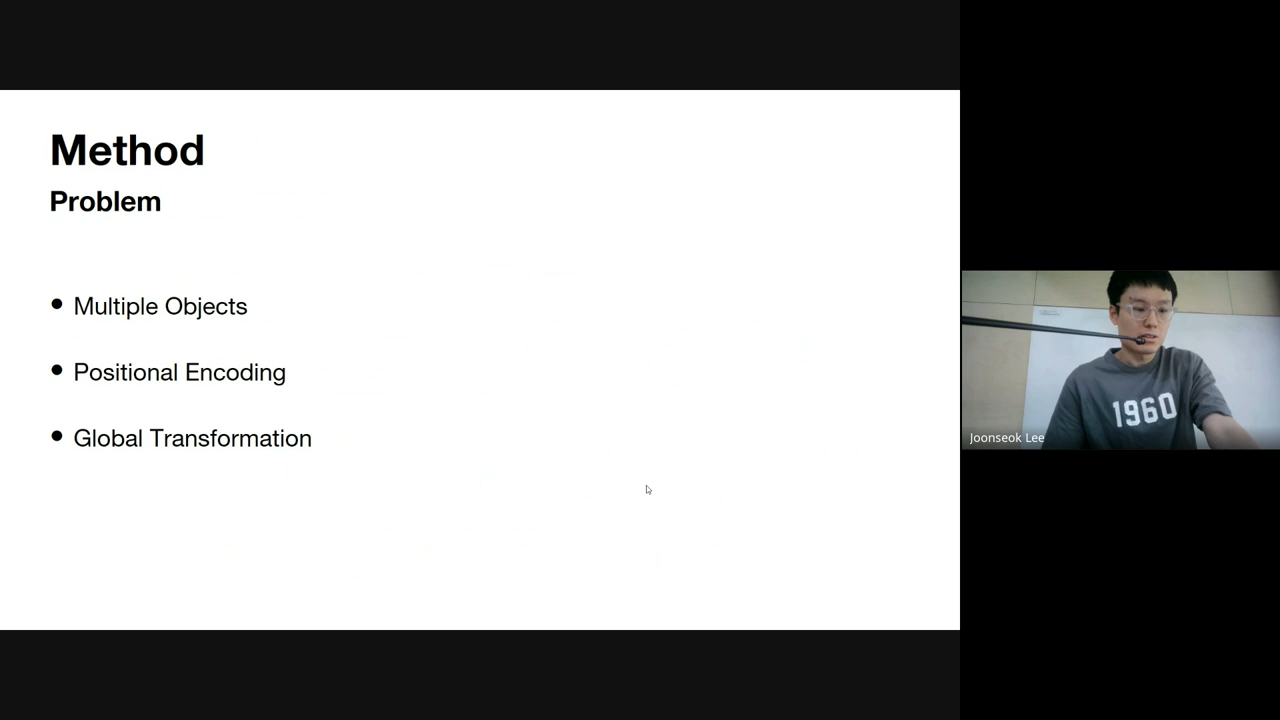 Method
Problem
• Multiple Objects
• Positional Encoding
• Global Transformation
1960
Joonseok Lee